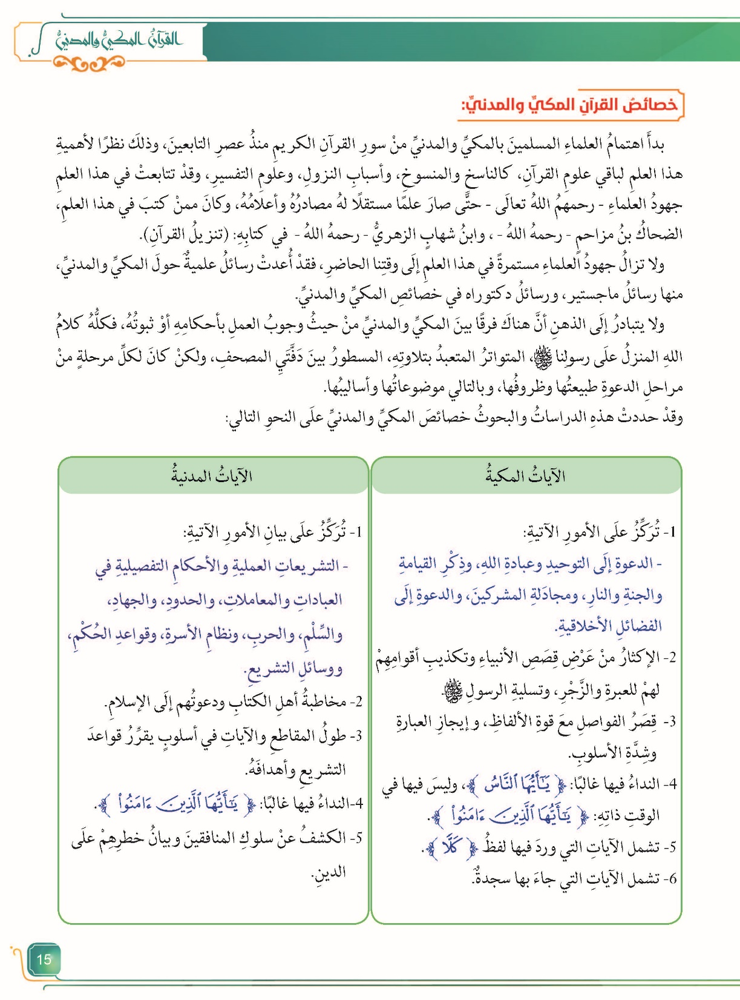 القرآن المكي والمدني
خصائصُ القرآنِ المكيِّ والمدنيِّ:
بدأَ اهتمامُ العلماءِ المسلمينَ بالمكيِّ والمدنيِّ منْ سورِ القرآنِ الكريمِ منذُ عصرِ التابعينَ، وذلكَ نظرًا لأهميةِ
هذا العلمِ لباقي علومِ القرآنِ، كالناسخِ والمنسوخِ، وأسبابِ النزولِ، وعلومِ التفسيرِ، وقدْ تتابعتْ في هذا العلمِ
جهودُ العلماءِ - رحمهمُ اللهُ تعالَى - حتَّى صارَ علمًا مستقلًا لهُ مصادرُهُ وأعلامُهُ، وكانَ ممنْ كتبَ في هذا العلمِ،
الضحاكُ بنُ مزاحمٍ - رحمهُ اللهُ - ، وابنُ شهابٍ الزهريُّ - رحمهُ اللهُ - في كتابِهِ: (تنزيلُ القرآنِ).
ولا تزالُ جهودُ العلماءِ مستمرةً في هذا العلمِ إلَى وقتِنا الحاضرِ، فقدْ أُعدتْ رسائلُ علميةٌ حولَ المكيِّ والمدنيِّ،
منها رسائلُ ماجستير، ورسائلُ دكتوراه في خصائصِ المكيِّ والمدنيِّ.
ولا يتبادرُ إلَى الذهنِ أنَّ هناكَ فرقًا بينَ المكيِّ والمدنيِّ منْ حيثُ وجوبُ العملِ بأحكامِهِ أوْ ثبوتُهُ، فكلُّهُ كلامُ
اللهِ المنزلُ علَى رسولِنا ﷺ، المتواترُ المتعبدُ بتلاوتِهِ، المسطورُ بينَ دَفَّتَيِ المصحفِ، ولكنْ كانَ لكلِّ مرحلةٍ منْ
مراحلِ الدعوةِ طبيعتُها وظروفُها، وبالتالي موضوعاتُها وأساليبُها.
وقدْ حددتْ هذهِ الدراساتُ والبحوثُ خصائصَ المكيِّ والمدنيِّ علَى النحوِ التالي:
الآياتُ المكيةُ
1- تُرَكِّزُ علَى الأمورِ الآتيةِ:
- الدعوةِ إلَى التوحيدِ وعبادةِ اللهِ، وذِكْرِ القيامةِ
والجنةِ والنارِ، ومجادَلةِ المشركينَ، والدعوةِ إلَى
الفضائلِ الأخلاقيةِ.
2- الإكثارُ منْ عَرْضِ قِصَصِ الأنبياءِ وتكذيبِ أقوامِهِمْ
لهمْ للعبرةِ والزَّجْرِ، وتسليةِ الرسولِ ﷺ.
3- قِصَرُ الفواصلِ معَ قوةِ الألفاظِ، وإيجازِ العبارةِ
وشِدَّةِ الأسلوبِ.
4- النداءُ فيها غالبًا: ﴿ يَٰٓأَيُّهَا ٱلنَّاسُ ﴾، وليسَ فيها في
الوقتِ ذاتِهِ: ﴿ يَٰٓأَيُّهَا ٱلَّذِينَ ءَامَنُوا۟ ﴾.
5- تشمل الآياتِ التي وردَ فيها لفظُ ﴿ كَلَّا ﴾.
6- تشمل الآياتِ التي جاءَ بها سجدةٌ.
الآياتُ المدنيةُ
1- تُرَكِّزُ علَى بيانِ الأمورِ الآتيةِ:
- التشريعاتِ العمليةِ والأحكامِ التفصيليةِ في
العباداتِ والمعاملاتِ، والحدودِ، والجهادِ،
والسِّلْمِ، والحربِ، ونظامِ الأسرةِ، وقواعدِ الحُكْمِ،
ووسائلِ التشريعِ.
2- مخاطبةُ أهلِ الكتابِ ودعوتُهم إلَى الإسلامِ.
3- طولُ المقاطعِ والآياتِ في أسلوبٍ يقرِّرُ قواعدَ
التشريعِ وأهدافَهُ.
4-النداءُ فيها غالبًا: ﴿ يَٰٓأَيُّهَا ٱلَّذِينَ ءَامَنُوا۟ ﴾.
5- الكشفُ عنْ سلوكِ المنافقينَ وبيانُ خطرِهِمْ علَى
الدينِ.
15